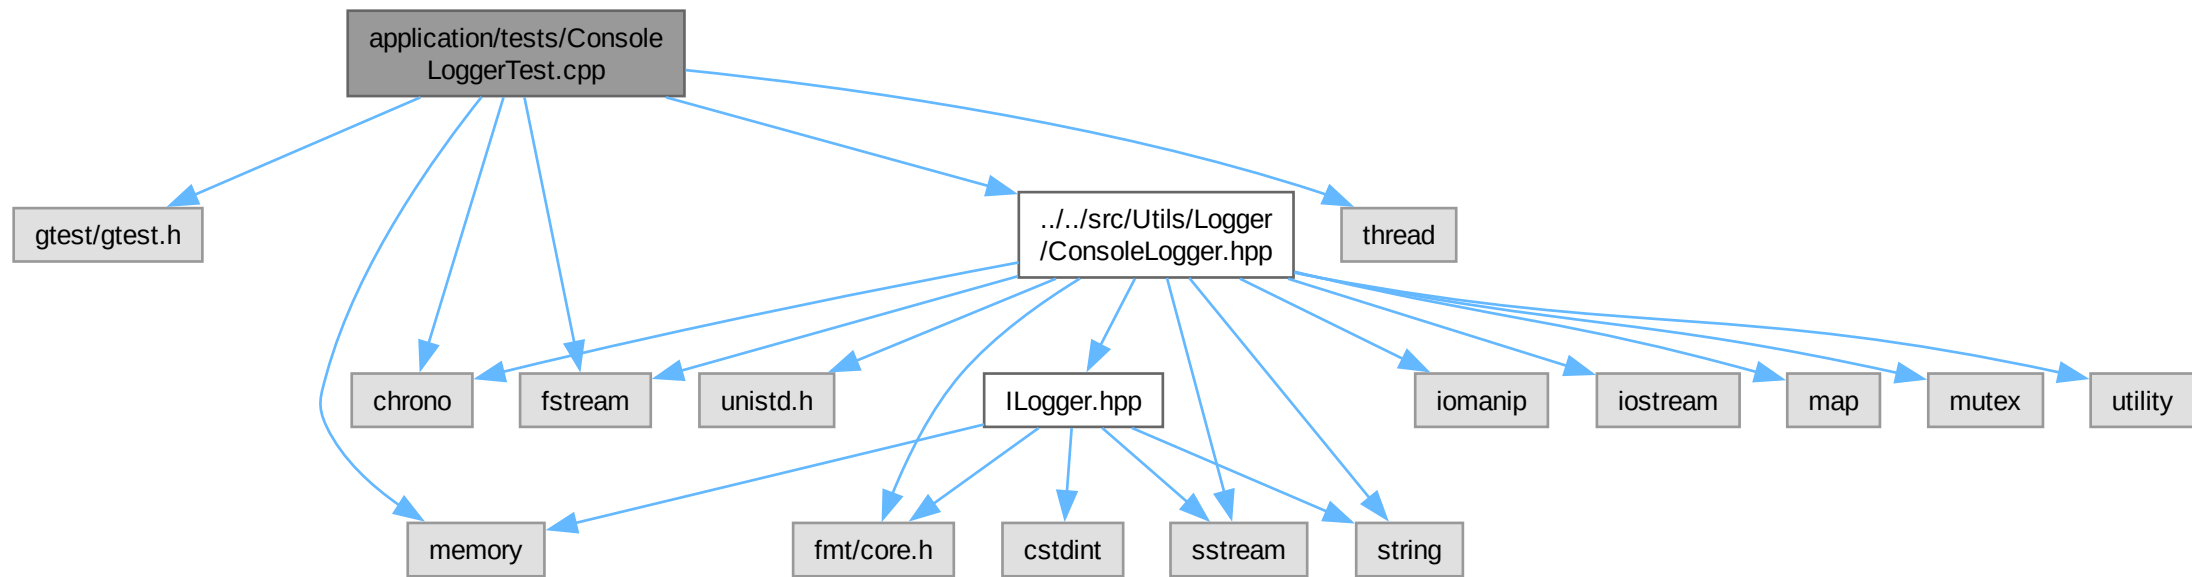 application/tests/Console
LoggerTest.cpp
../../src/Utils/Logger
/ConsoleLogger.hpp
gtest/gtest.h
thread
chrono
fstream
unistd.h
ILogger.hpp
iomanip
iostream
map
mutex
utility
memory
fmt/core.h
cstdint
sstream
string